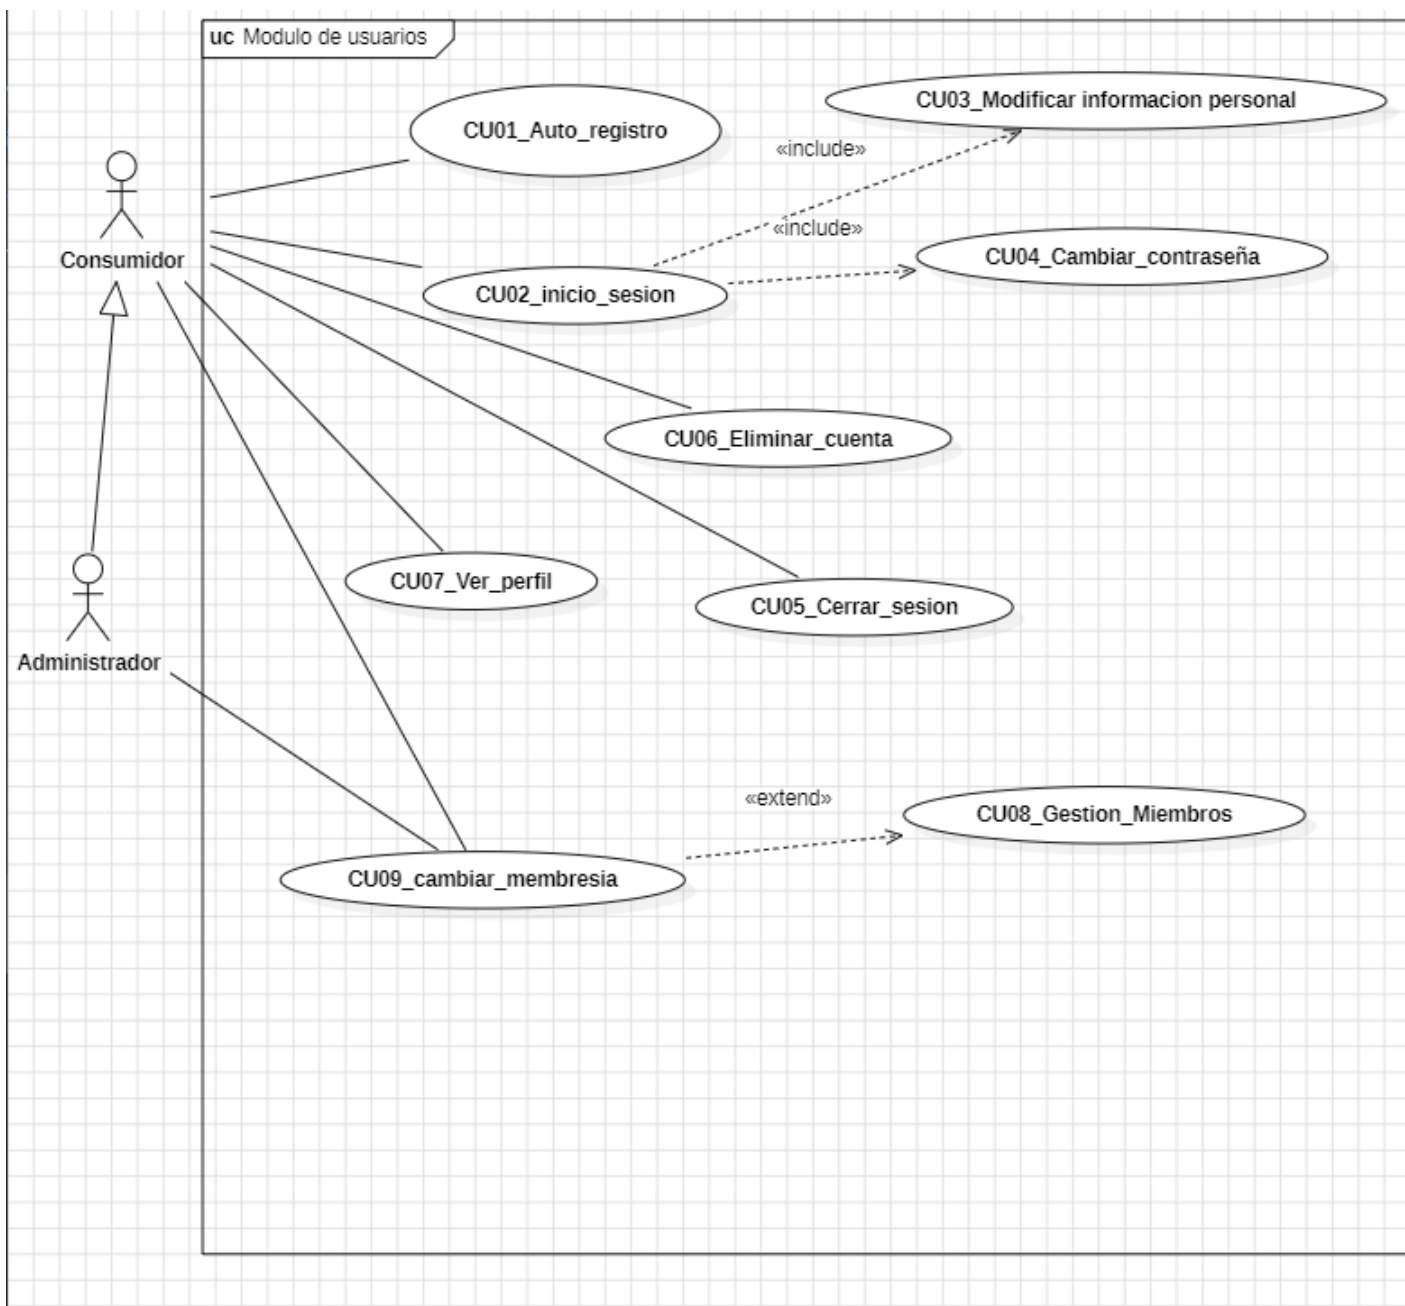 uc Modulo de usuarios
CU01_Auto_registro
CU03_Modificar informacion personal
«include»
«include»
Consumidor
CU04_Cambiar_contraseña
CU02_inicio_sesion
CU06_Eliminar_cuenta
CU07_Ver_perfil
CU05_Cerrar_sesion
Administrador
«extend»
CU08_Gestion_Miembros
CU09_cambiar_membresia